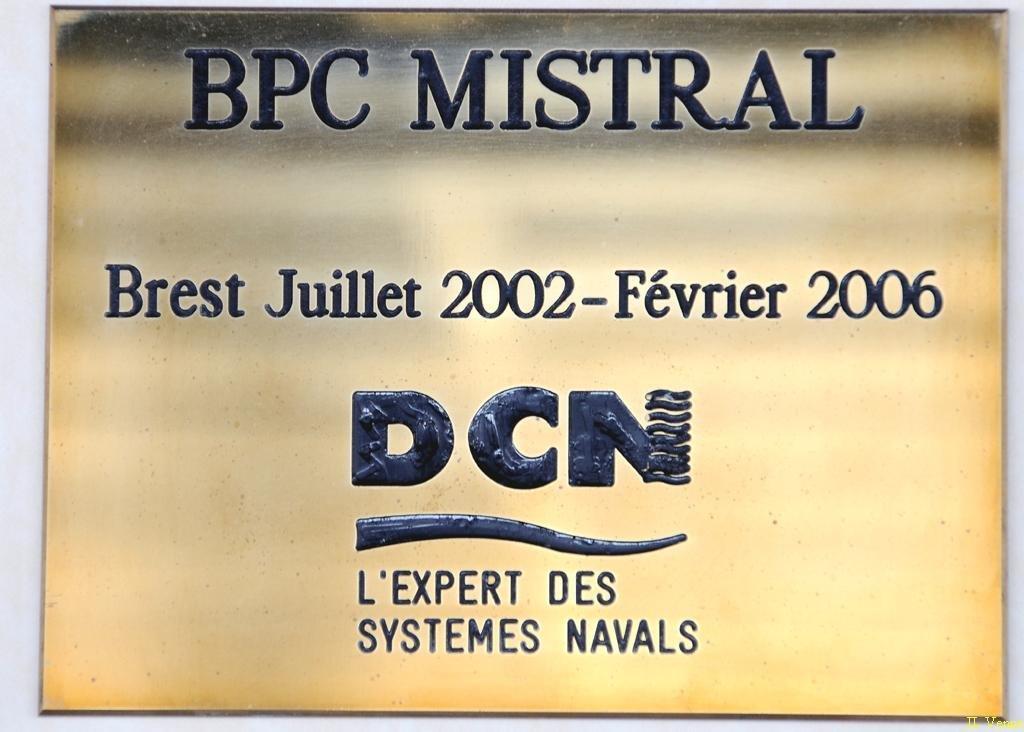 BPC MISTRAL
Brest Juillet 2002-Février 2006
DCN
L'EXPERT DES
SYSTEMES NAVALS